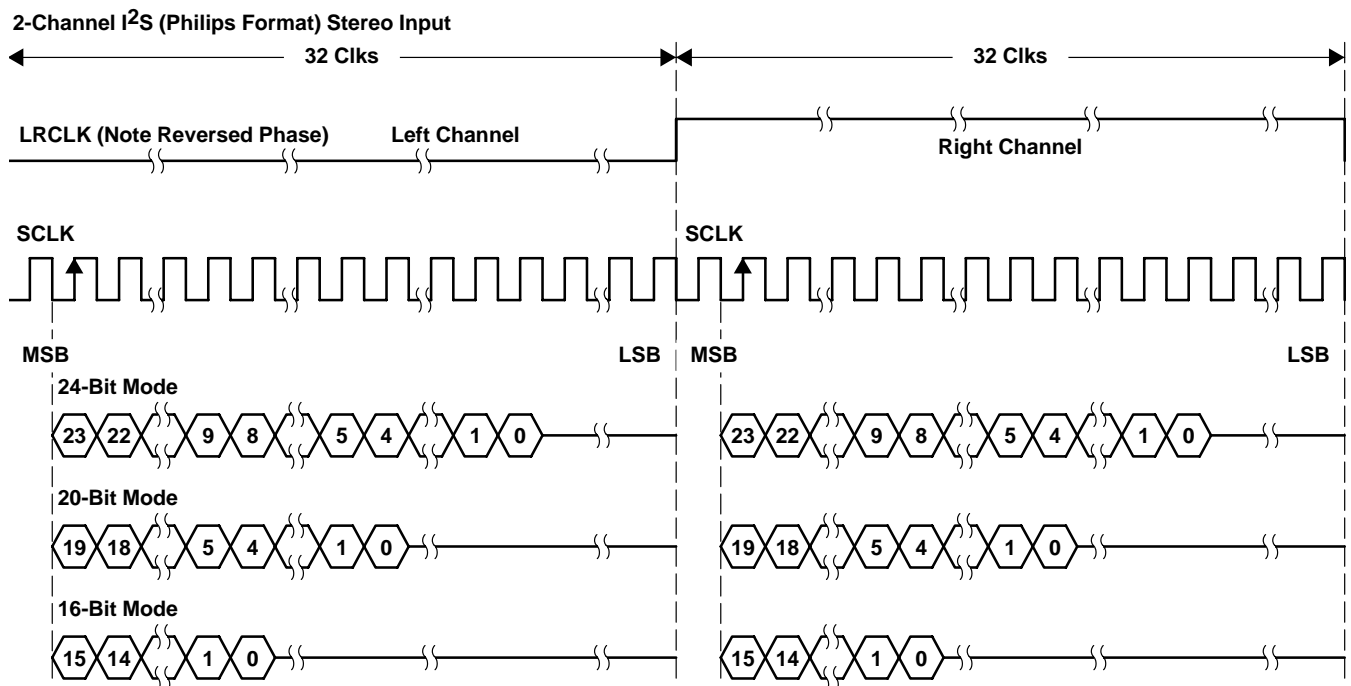 2-Channel I2S (Philips Format) Stereo Input
32 Clks 32 Clks
LRCLK (Note Reversed Phase) Left Channel
Right Channel
SCLK SCLK
MSB LSB MSB LSB
24-Bit Mode
23 22 9 8 5 4 1 0 23 22 9 8 5 4 1 0
20-Bit Mode
19 18 5 4 1 0 19 18 5 4 1 0
16-Bit Mode
15 14 1 0 15 14 1 0